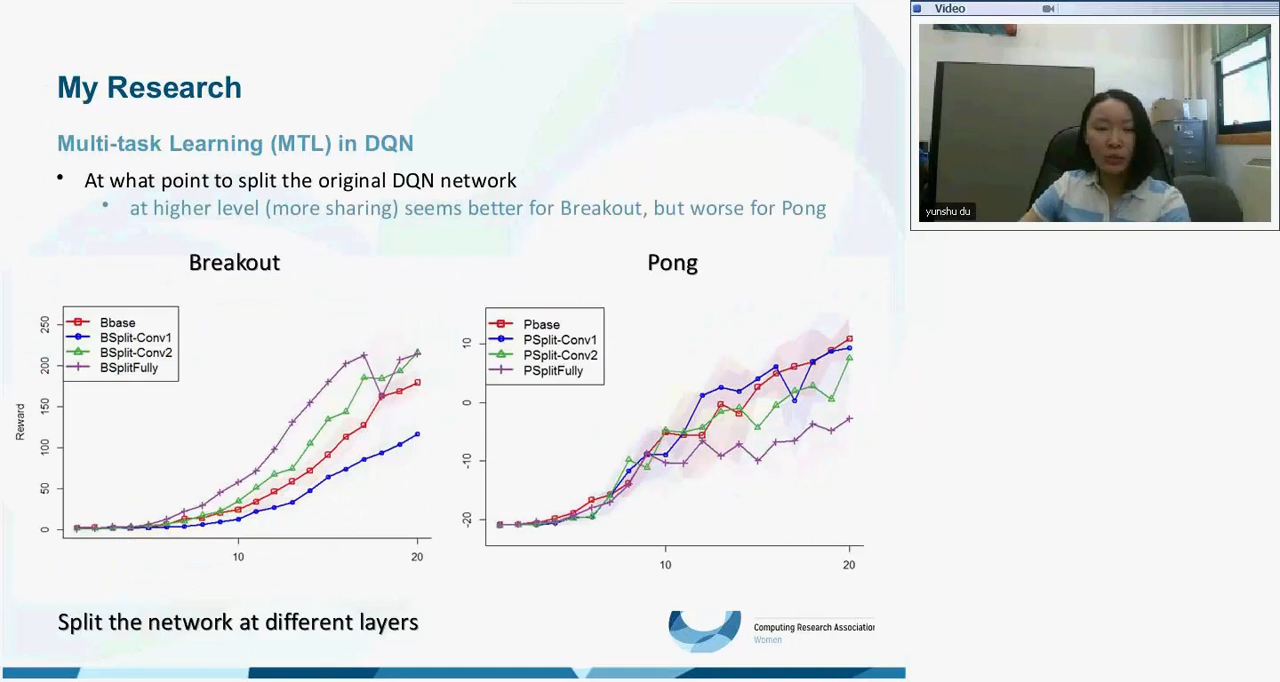 Video
My Research
yunshu du
Multi-task Learning (MTL) in DQN
• At what point to split the original DQN network
• at higher level (more sharing) seems better for Breakout, but worse for Pong
Breakout
Pong
Bbase
BSplit-Conv1
BSplit-Conv2
BSplitFully
Reward
250
200
150
100
50
0
10
20
Pbase
PSplit-Conv1
PSplit-Conv2
PSplitFully
10
0
-10
-20
10
20
Split the network at different layers
Computing Research Association
Women